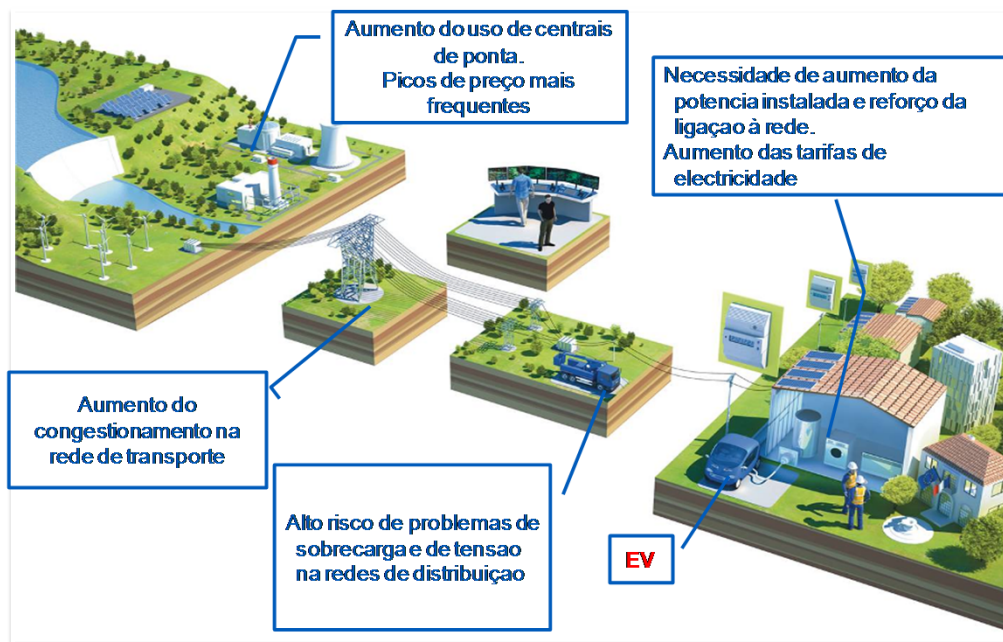 Aumento do uso de centrais
de ponta.
Picos de preço mais
frequentes
Necessidade de aumento da
potencia instalada e reforço da
ligaçao à rede.
Aumento das tarifas de
electricidade
Aumento do
congestionamento na
rede de transporte
Alto risco de problemas de
sobrecarga e de tensao
na redes de distribuiçao
EV